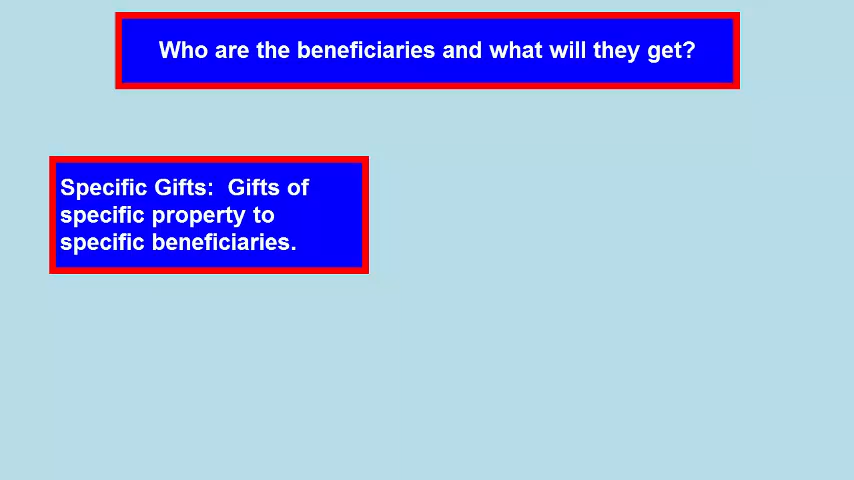 Who are the beneficiaries and what will they get?
Specific Gifts:  Gifts of
specific property to
specific beneficiaries.